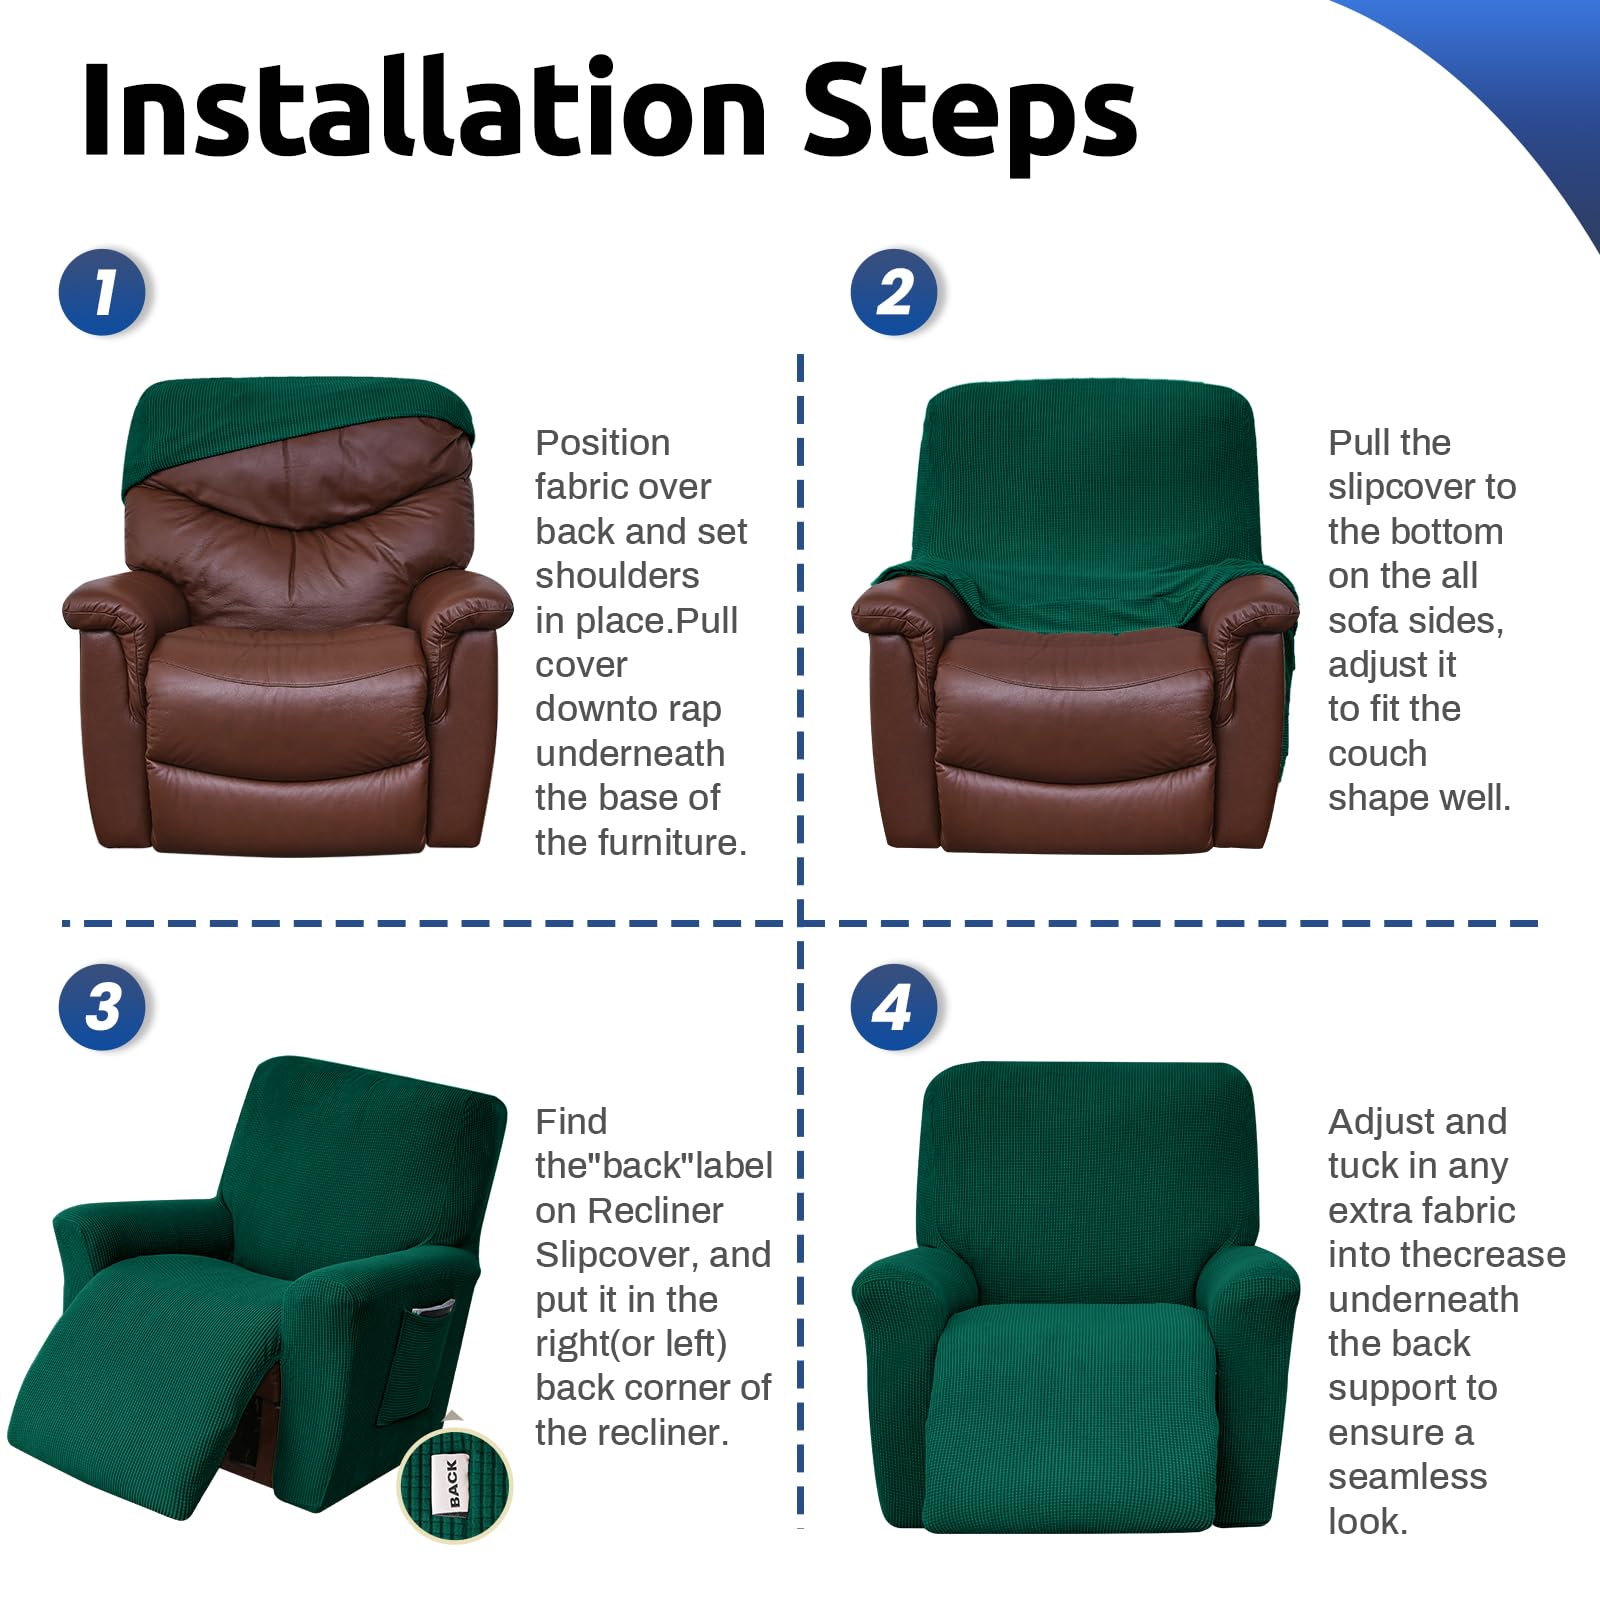 Installation Steps
1
Position
fabric over
back and set
shoulders
in place.Pull
cover
downto rap
underneath
the base of
the furniture.
2
Pull the
slipcover to
the bottom
on the all
sofa sides,
adjust it
to fit the
couch
shape well.
3
Find
the"back"label
on Recliner
Slipcover, and
put it in the
right(or left)
back corner of
the recliner.
BACK
4
Adjust and
tuck in any
extra fabric
into thecrease
underneath
the back
support to
ensure a
seamless
look.